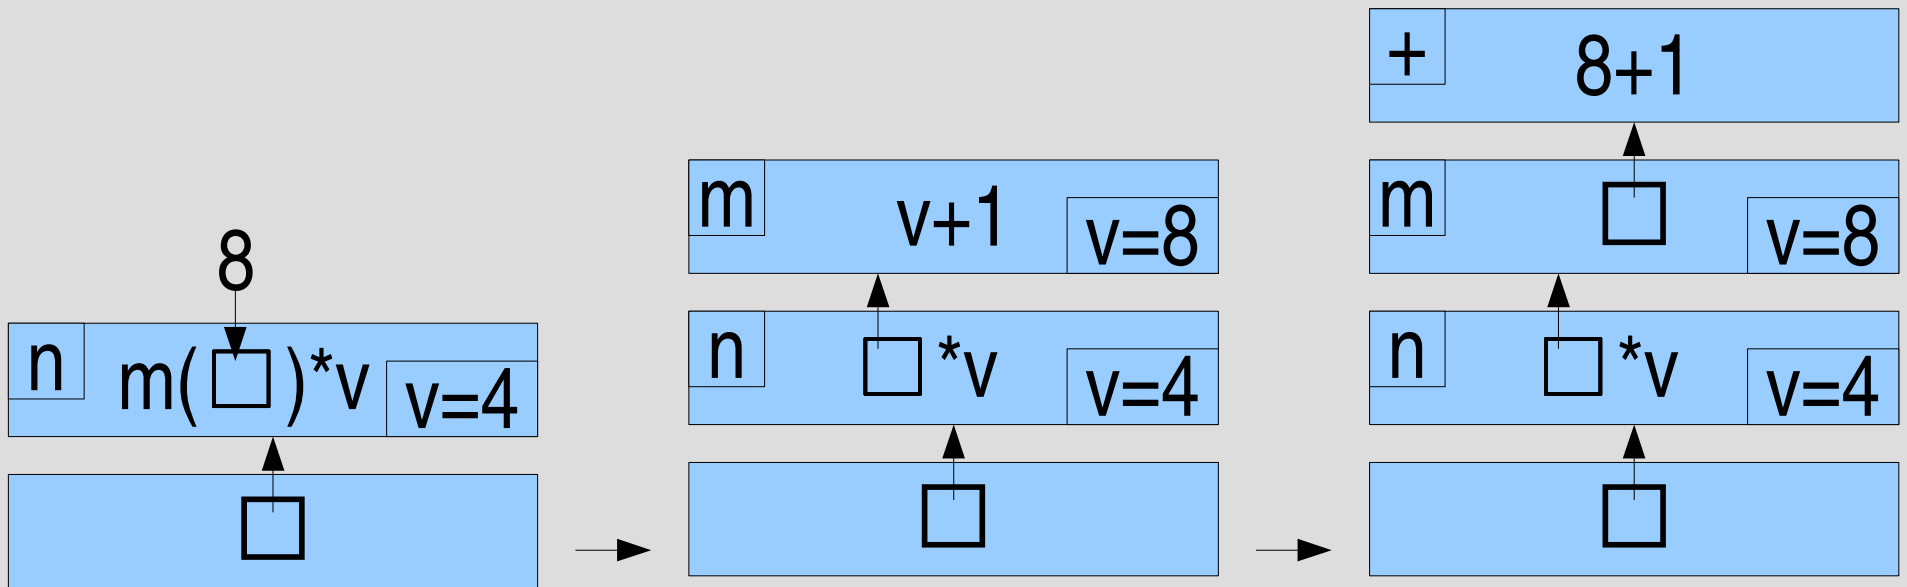 8
n m(□)*v v=4
□
m v+1 v=8
n □*v v=4
□
+ 8+1
m □ v=8
n □*v v=4
□